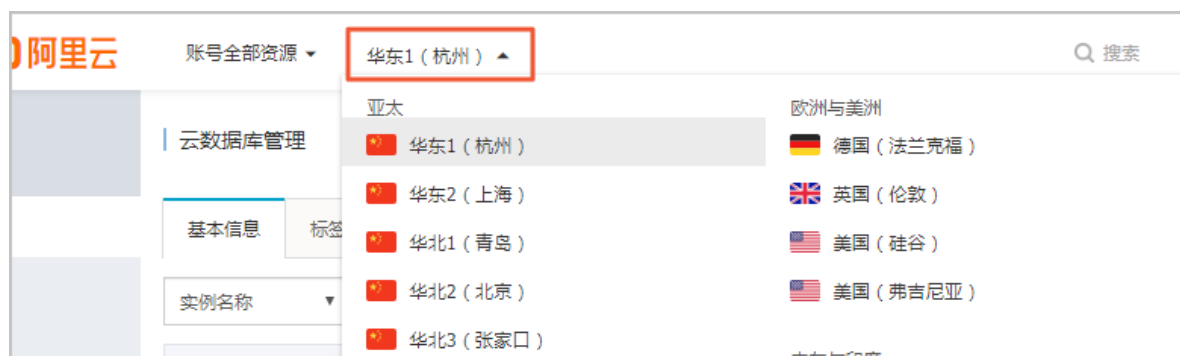 阿里云
账号全部资源
华东1（杭州）
搜索
云数据库管理
基本信息
标签
实例名称
亚太
华东1（杭州）
华东2（上海）
华北1（青岛）
华北2（北京）
华北3（张家口）
欧洲与美洲
德国（法兰克福）
英国（伦敦）
美国（硅谷）
美国（弗吉尼亚）